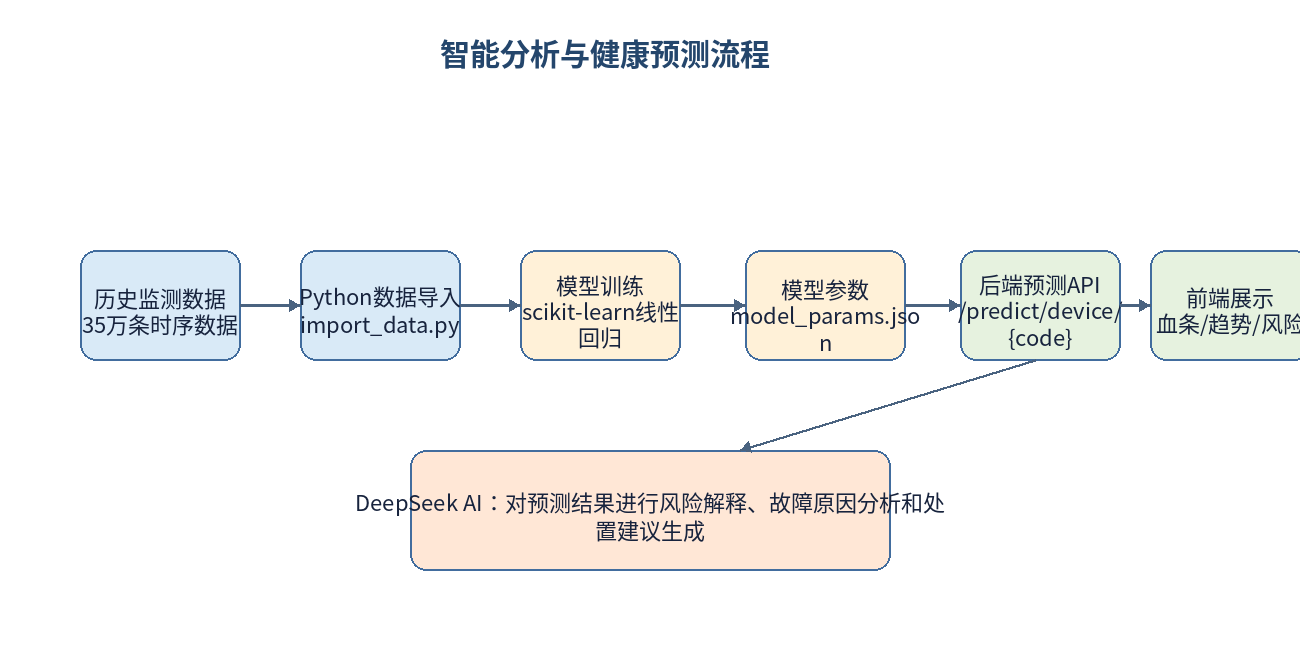 智能分析与健康预测流程
历史监测数据
35万条时序数据
Python数据导入
import_data.py
模型训练
scikit-learn线性
回归
模型参数
model_params.jso
n
后端预测API
/predict/device/
{code}
前端展示
血条/趋势/风险
DeepSeek AI：对预测结果进行风险解释、故障原因分析和处
置建议生成